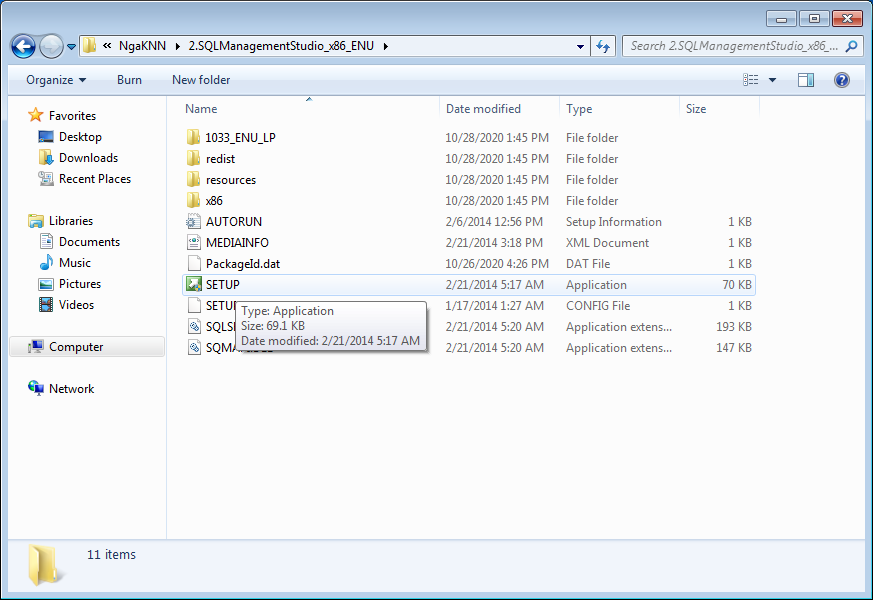 « NgaKNN ▸ 2.SQLManagementStudio_x86_ENU ▸ Search 2.SQLManagementStudio_x86_...
Organize Burn New folder
Favorites
Desktop
Downloads
Recent Places
Libraries
Documents
Music
Pictures
Videos
Computer
Network
Name Date modified Type Size
1033_ENU_LP 10/28/2020 1:45 PM File folder
redist 10/28/2020 1:45 PM File folder
resources 10/28/2020 1:45 PM File folder
x86 10/28/2020 1:45 PM File folder
AUTORUN 2/6/2014 12:56 PM Setup Information 1 KB
MEDIAINFO 2/21/2014 3:18 PM XML Document 1 KB
PackageId.dat 10/26/2020 4:26 PM DAT File 1 KB
SETUP 2/21/2014 5:17 AM Application 70 KB
1/17/2014 1:27 AM CONFIG File 1 KB
2/21/2014 5:20 AM Application extens... 193 KB
2/21/2014 5:20 AM Application extens... 147 KB
Type: Application
Size: 69.1 KB
Date modified: 2/21/2014 5:17 AM
11 items